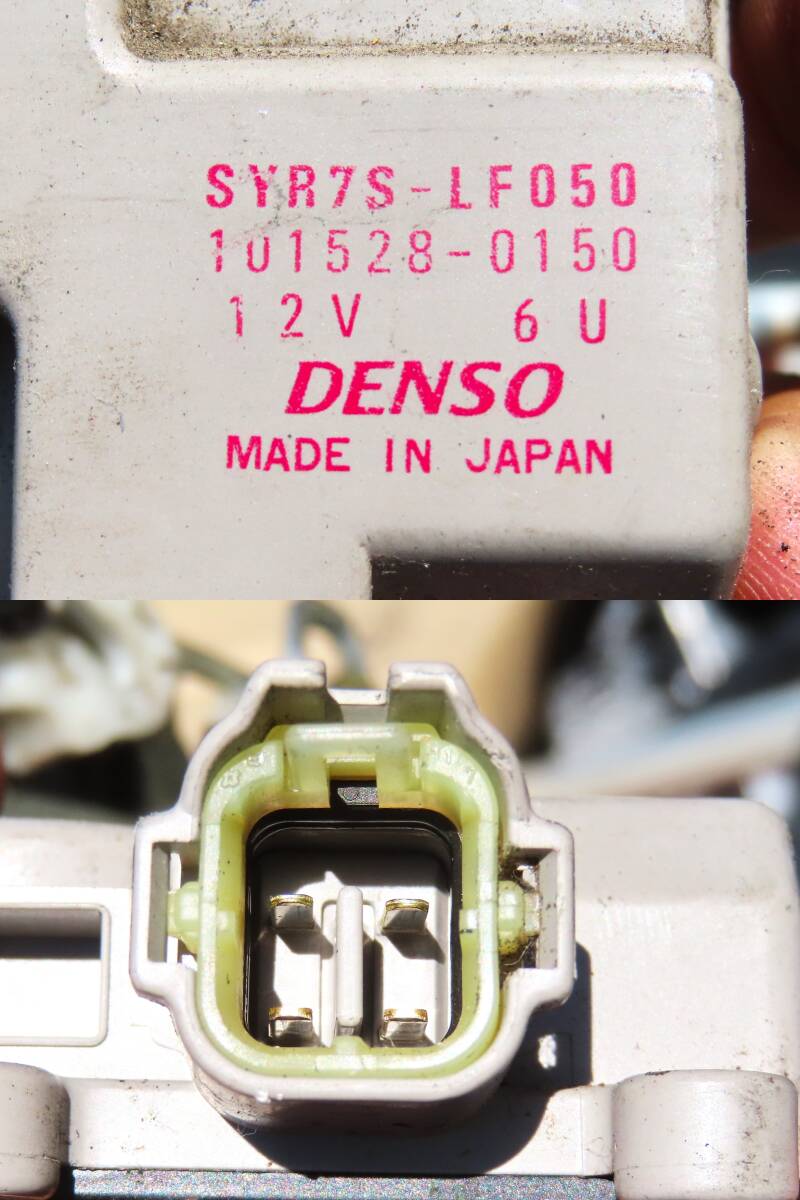 SYR7S-LF050
101528-0150
12V 6U
DENSO
MADE IN JAPAN